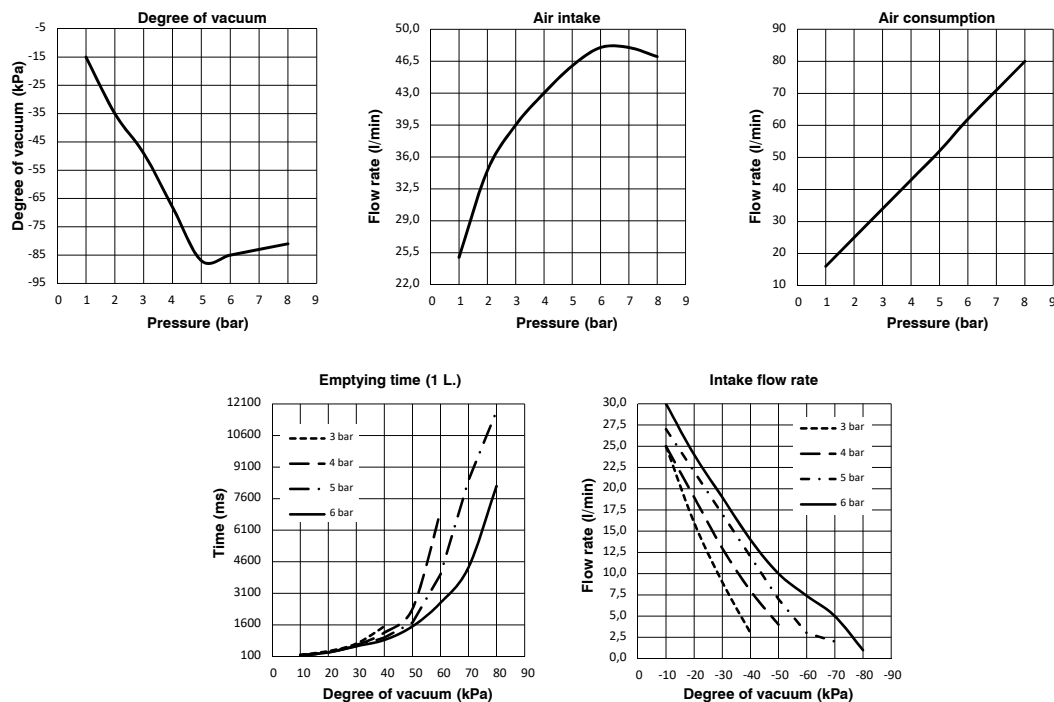 Degree of vacuum
Degree of vacuum (kPa)
-5
-15
-25
-35
-45
-55
-65
-75
-85
-95
0 1 2 3 4 5 6 7 8 9
Pressure (bar)
Air intake
Flow rate (l/min)
50,0
46,5
43,0
39,5
36,0
32,5
29,0
25,5
22,0
0 1 2 3 4 5 6 7 8 9
Pressure (bar)
Air consumption
Flow rate (l/min)
90
80
70
60
50
40
30
20
10
0 1 2 3 4 5 6 7 8 9
Pressure (bar)
Emptying time (1 L.)
Time (ms)
12100
10600
9100
7600
6100
4600
3100
1600
100
3 bar
4 bar
5 bar
6 bar
0 10 20 30 40 50 60 70 80 90
Degree of vacuum (kPa)
Intake flow rate
Flow rate (l/min)
30,0
27,5
25,0
22,5
20,0
17,5
15,0
12,5
10,0
7,5
5,0
2,5
0,0
3 bar
4 bar
5 bar
6 bar
0 -10 -20 -30 -40 -50 -60 -70 -80 -90
Degree of vacuum (kPa)